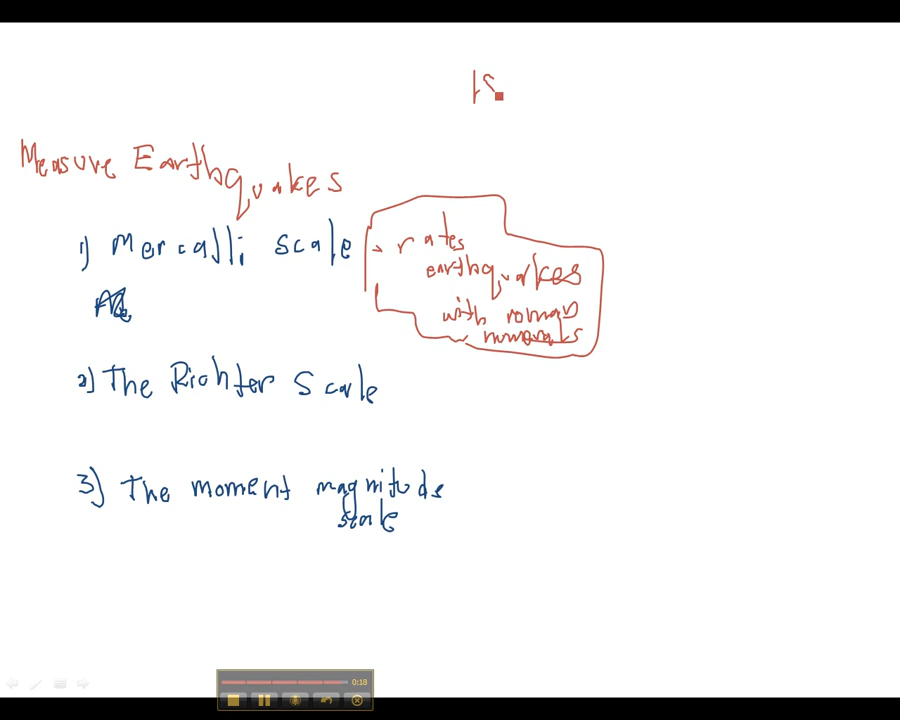 Measure Earthquakes
1) Mercalli scale
→ rates
earthquakes
with roman
numerals
2) The Richter Scale
3) The moment magnitude
scale
0:18